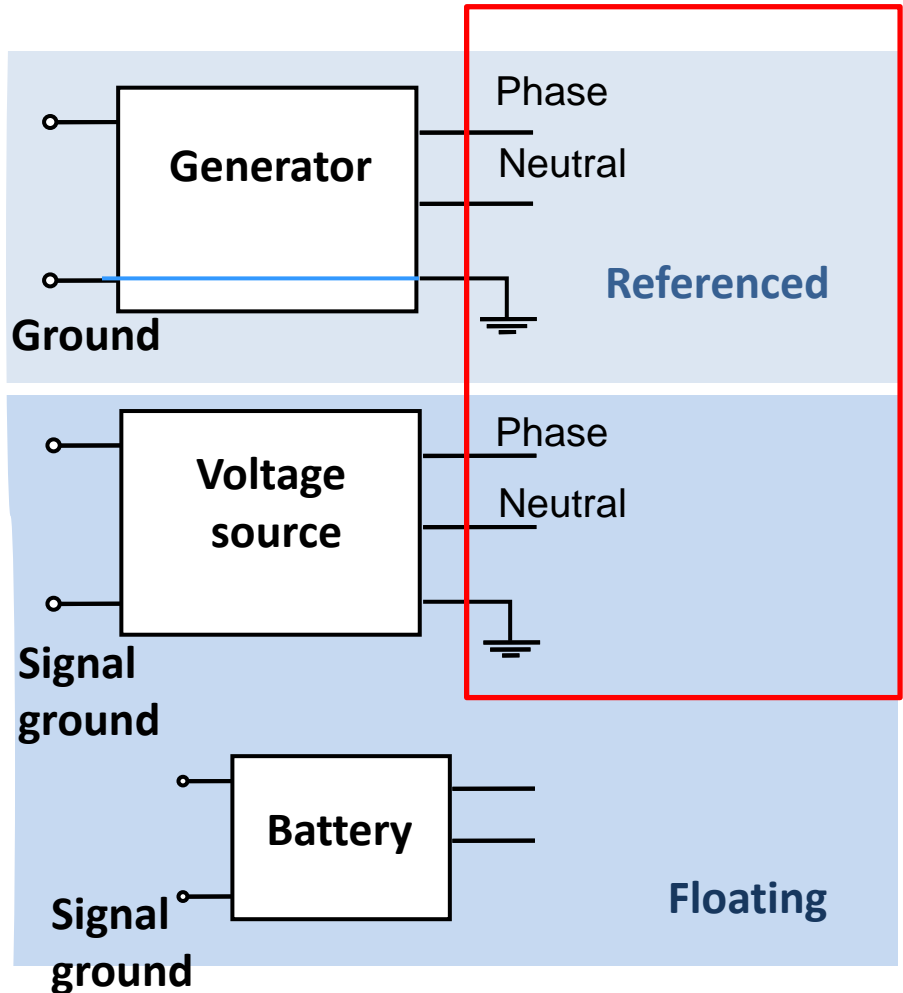 Phase
Generator
Neutral
Referenced
Ground
Phase
Voltage
source
Neutral
Signal
ground
Battery
Floating
Signal
ground